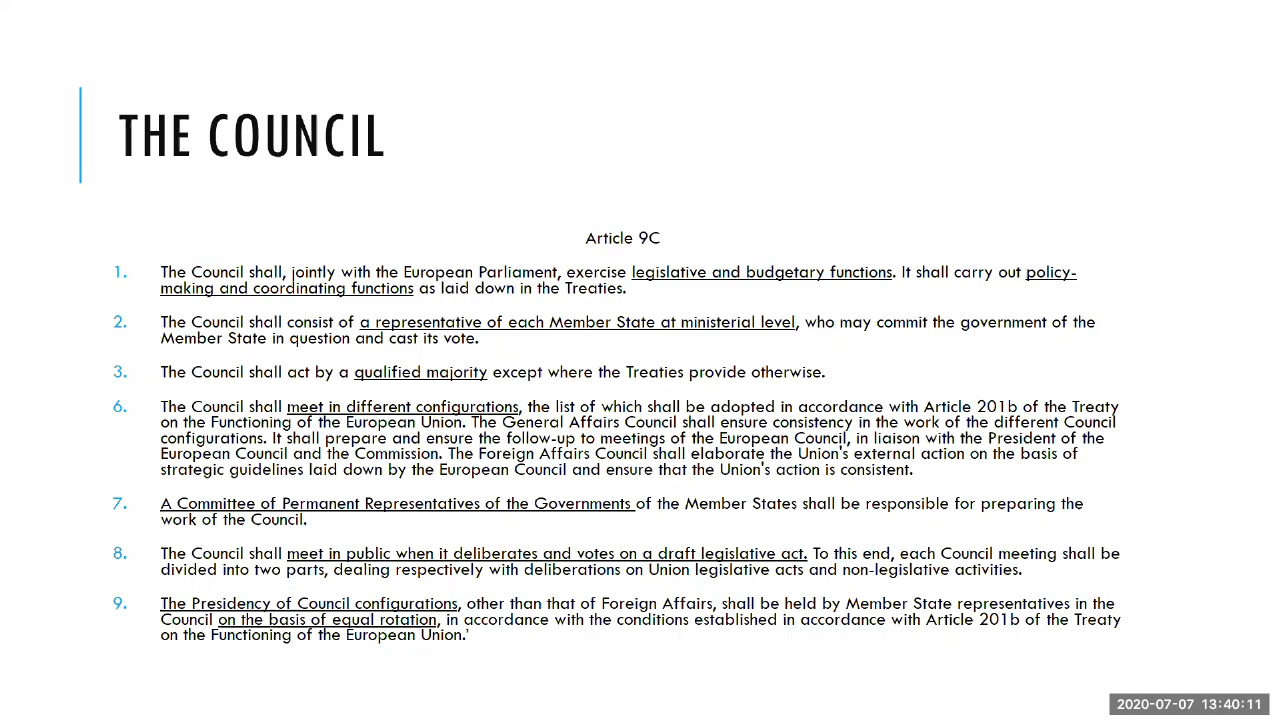 THE COUNCIL
Article 9C
1. The Council shall, jointly with the European Parliament, exercise legislative and budgetary functions. It shall carry out policy-
making and coordinating functions as laid down in the Treaties.
2. The Council shall consist of a representative of each Member State at ministerial level, who may commit the government of the
Member State in question and cast its vote.
3. The Council shall act by a qualified majority except where the Treaties provide otherwise.
6. The Council shall meet in different configurations, the list of which shall be adopted in accordance with Article 201b of the Treaty
on the Functioning of the European Union. The General Affairs Council shall ensure consistency in the work of the different Council
configurations. It shall prepare and ensure the follow-up to meetings of the European Council, in liaison with the President of the
European Council and the Commission. The Foreign Affairs Council shall elaborate the Union's external action on the basis of
strategic guidelines laid down by the European Council and ensure that the Union's action is consistent.
7. A Committee of Permanent Representatives of the Governments of the Member States shall be responsible for preparing the
work of the Council.
8. The Council shall meet in public when it deliberates and votes on a draft legislative act. To this end, each Council meeting shall be
divided into two parts, dealing respectively with deliberations on Union legislative acts and non-legislative activities.
9. The Presidency of Council configurations, other than that of Foreign Affairs, shall be held by Member State representatives in the
Council on the basis of equal rotation, in accordance with the conditions established in accordance with Article 201b of the Treaty
on the Functioning of the European Union.'
2020-07-07 13:40:11